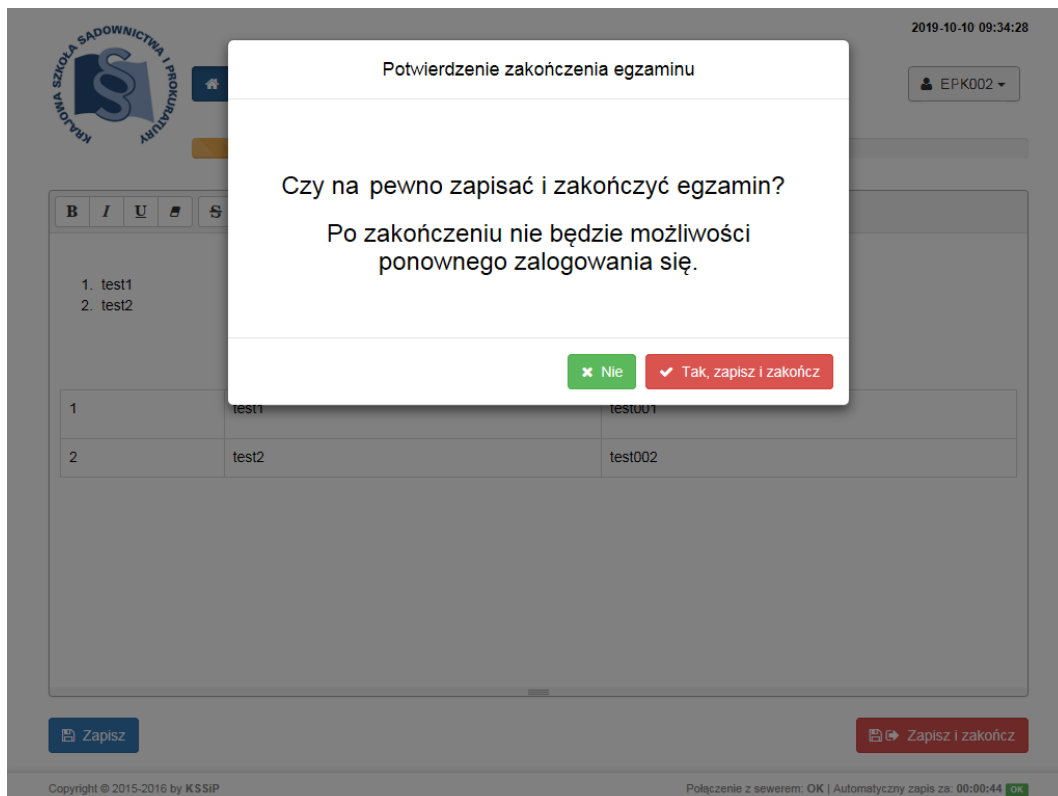 2019-10-10 09:34:28
KRAJOWA SZKOŁA SĄDOWNICTWA I PROKURATURY
Potwierdzenie zakończenia egzaminu
EPK002
Czy na pewno zapisać i zakończyć egzamin?
Po zakończeniu nie będzie możliwości
ponownego zalogowania się.
B I U S
1. test1
2. test2
Nie Tak, zapisz i zakończ
1 test1 test001
2 test2 test002
Zapisz Zapisz i zakończ
Copyright © 2015-2016 by KSSiP Połączenie z sewerem: OK | Automatyczny zapis za: 00:00:44 OK